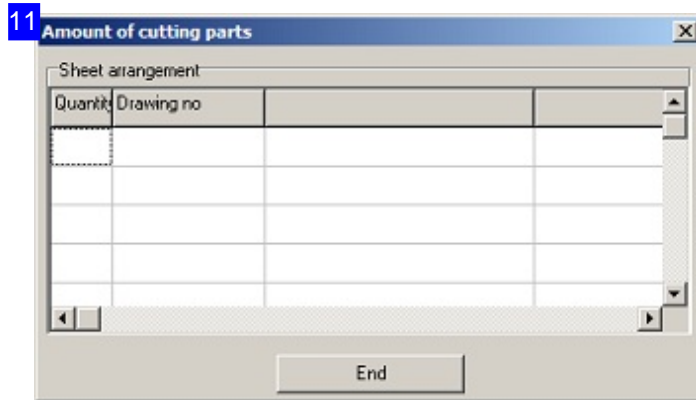 11
Amount of cutting parts
Sheet arrangement
Quantity Drawing no
End